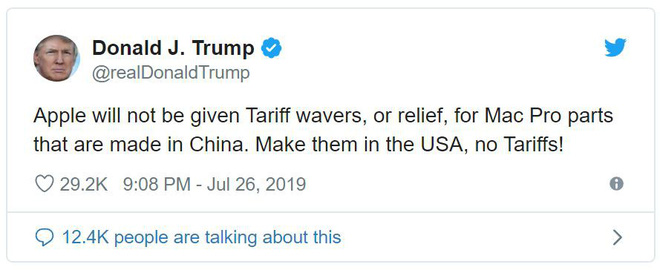 Donald J. Trump
@realDonaldTrump
Apple will not be given Tariff wavers, or relief, for Mac Pro parts
that are made in China. Make them in the USA, no Tariffs!
29.2K 9:08 PM - Jul 26, 2019
12.4K people are talking about this